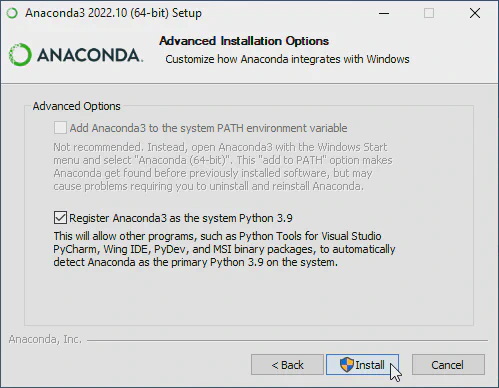 Anaconda3 2022.10 (64-bit) Setup
ANACONDA.
Advanced Installation Options
Customize how Anaconda integrates with Windows
Advanced Options
Add Anaconda3 to the system PATH environment variable
Not recommended. Instead, open Anaconda3 with the Windows Start
menu and select "Anaconda (64-bit)". This "add to PATH" option makes
Anaconda get found before previously installed software, but may
cause problems requiring you to uninstall and reinstall Anaconda.
Register Anaconda3 as the system Python 3.9
This will allow other programs, such as Python Tools for Visual Studio
PyCharm, Wing IDE, PyDev, and MSI binary packages, to automatically
detect Anaconda as the primary Python 3.9 on the system.
Anaconda, Inc.
< Back
Install
Cancel